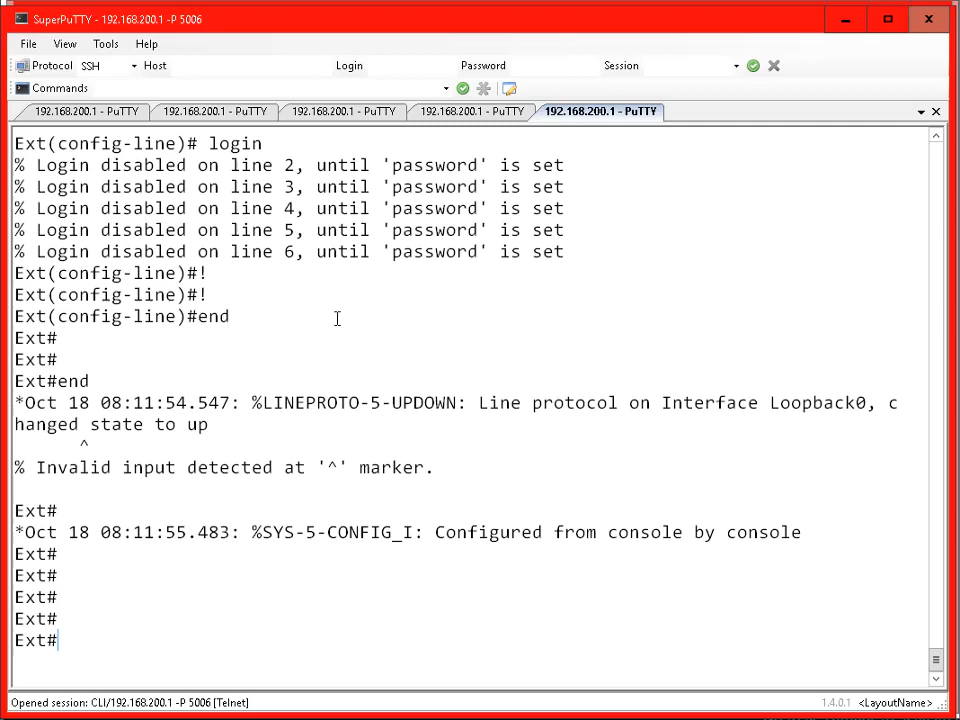 SuperPuTTY - 192.168.200.1 -P 5006
File View Tools Help
Protocol SSH Host Login Password Session
Commands
192.168.200.1 - PuTTY 192.168.200.1 - PuTTY 192.168.200.1 - PuTTY 192.168.200.1 - PuTTY 192.168.200.1 - PuTTY
Ext(config-line)# login
% Login disabled on line 2, until 'password' is set
% Login disabled on line 3, until 'password' is set
% Login disabled on line 4, until 'password' is set
% Login disabled on line 5, until 'password' is set
% Login disabled on line 6, until 'password' is set
Ext(config-line)#!
Ext(config-line)#!
Ext(config-line)#end
Ext#
Ext#
Ext#end
*Oct 18 08:11:54.547: %LINEPROTO-5-UPDOWN: Line protocol on Interface Loopback0, c
hanged state to up
^
% Invalid input detected at '^' marker.
Ext#
*Oct 18 08:11:55.483: %SYS-5-CONFIG_I: Configured from console by console
Ext#
Ext#
Ext#
Ext#
Ext#
Opened session: CLI/192.168.200.1 -P 5006 [Telnet] 1.4.0.1 <LayoutName>